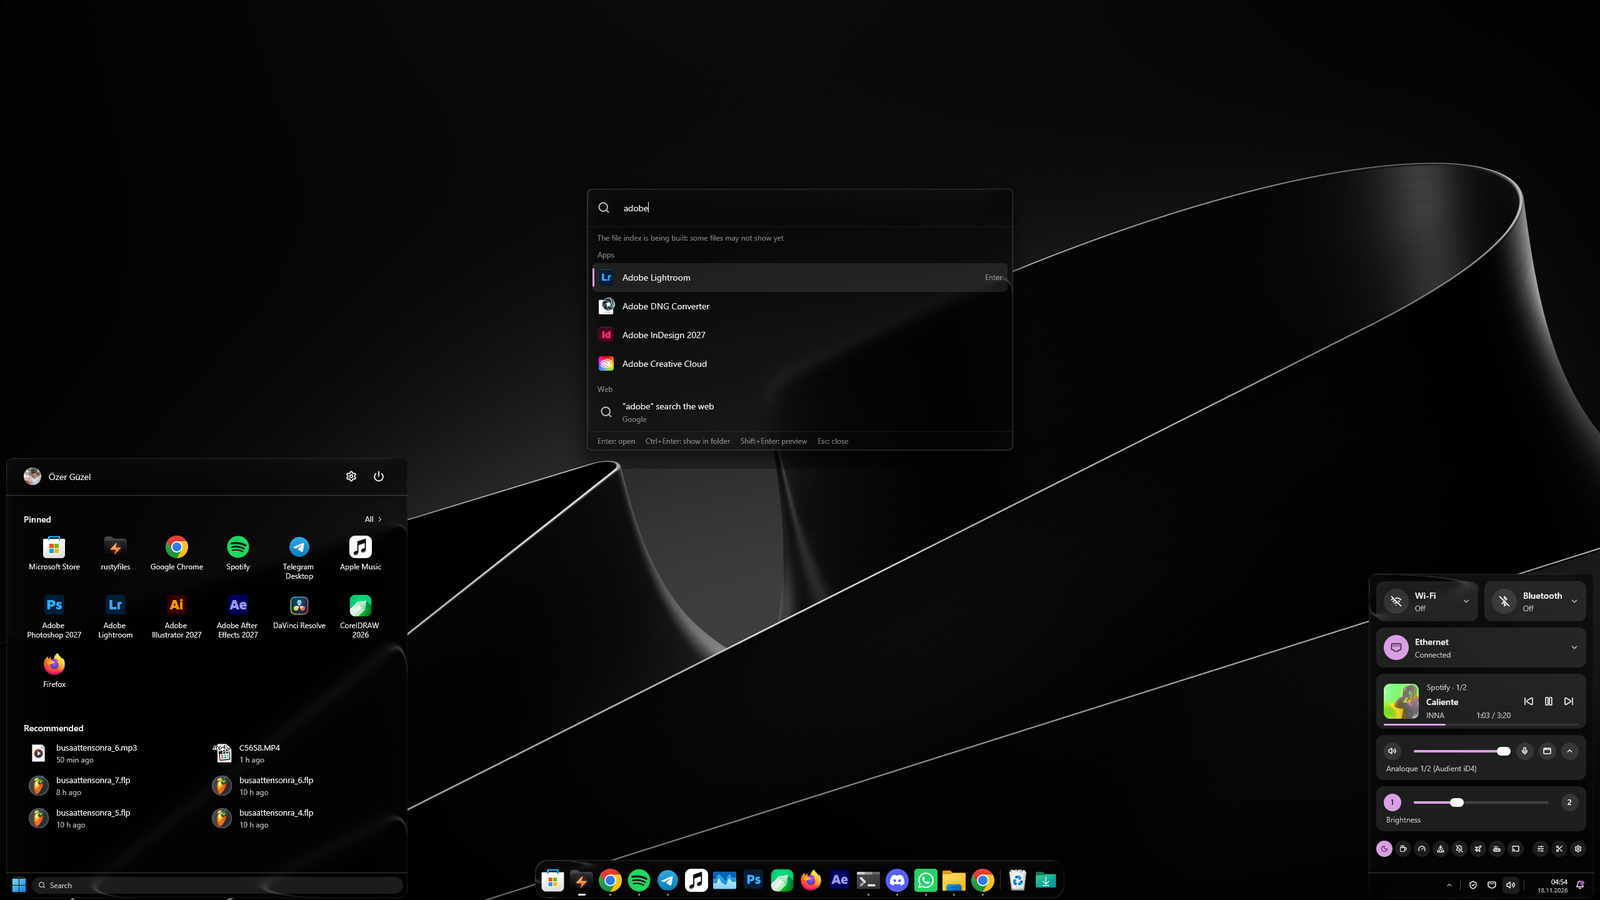 adobe
The file index is being built: some files may not show yet
Apps
Adobe Lightroom
Enter
Adobe DNG Converter
Adobe InDesign 2027
Adobe Creative Cloud
Web
"adobe" search the web
Google
Enter: open Ctrl+Enter: show in folder Shift+Enter: preview Esc: close
Özer Güzel
Pinned
All
Microsoft Store
rustyfiles
Google Chrome
Spotify
Telegram
Desktop
Apple Music
Adobe
Photoshop 2027
Adobe
Lightroom
Adobe
Illustrator 2027
Adobe After
Effects 2027
DaVinci Resolve
CorelDRAW
2026
Firefox
Recommended
busaattensonra_6.mp3
50 min ago
C5658.MP4
1 h ago
busaattensonra_7.flp
8 h ago
busaattensonra_6.flp
10 h ago
busaattensonra_5.flp
10 h ago
busaattensonra_4.flp
10 h ago
Search
Wi-Fi
Off
Bluetooth
Off
Ethernet
Connected
Spotify · 1/2
Caliente
INNA
1:03 / 3:20
Analogue 1/2 (Audient iD4)
1
2
Brightness
04:54
18.11.2026
Ps
Lr
Ai
Ae
Lr
Id
Ps
Ae